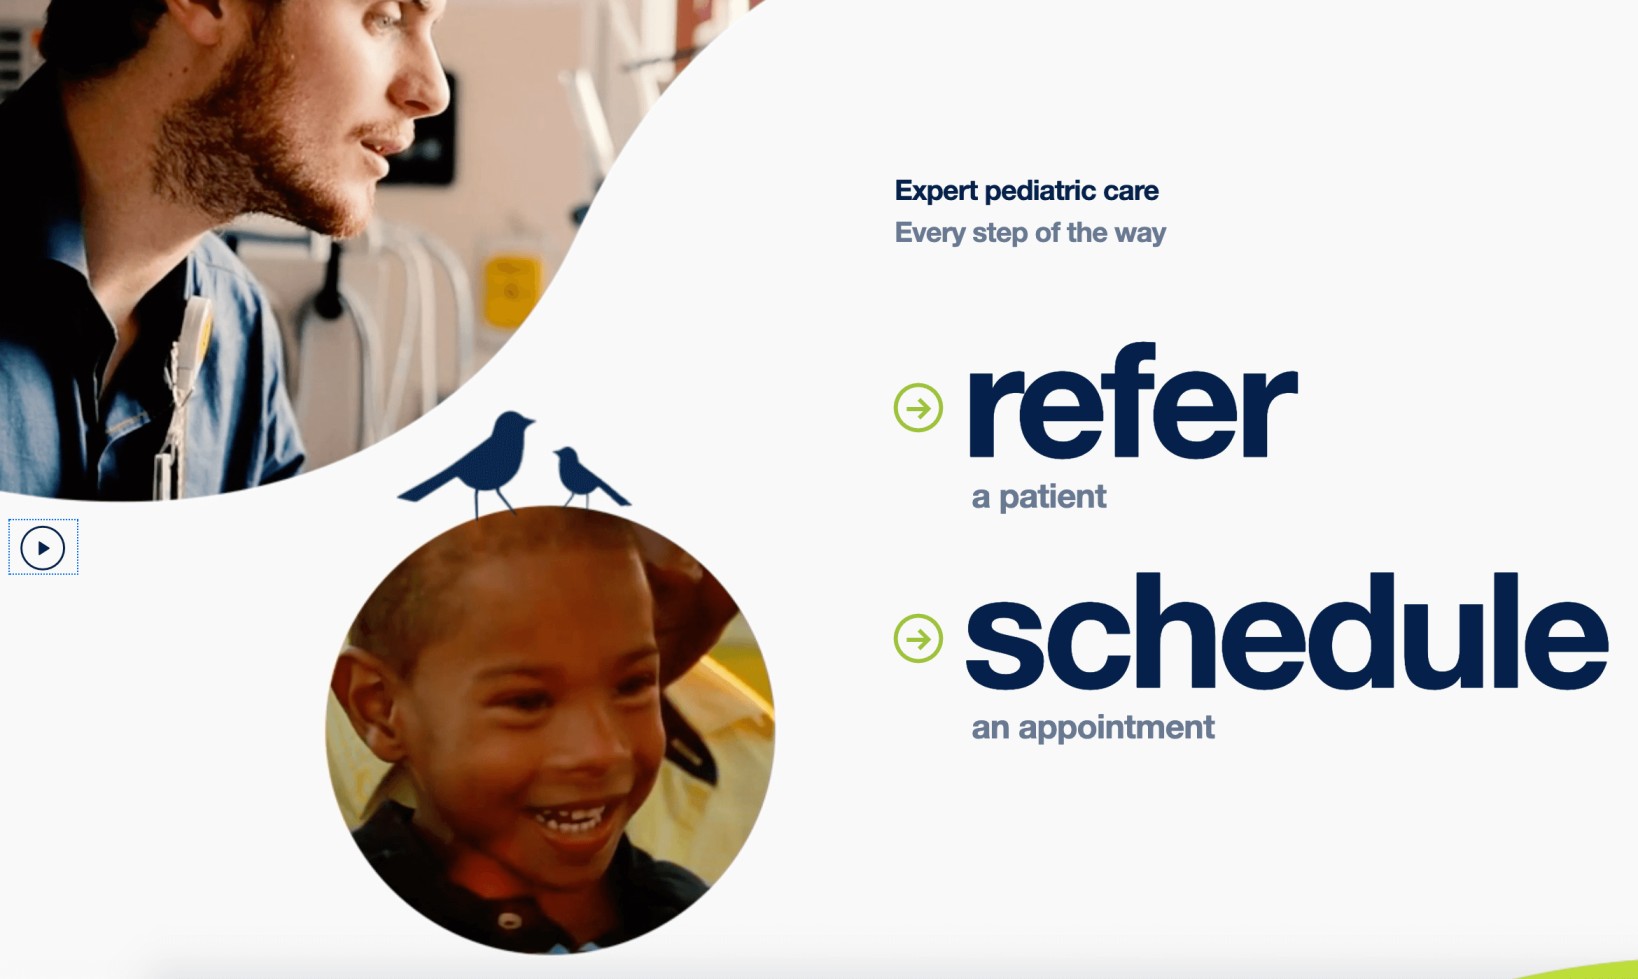 Expert pediatric care
Every step of the way
refer
a patient
schedule
an appointment